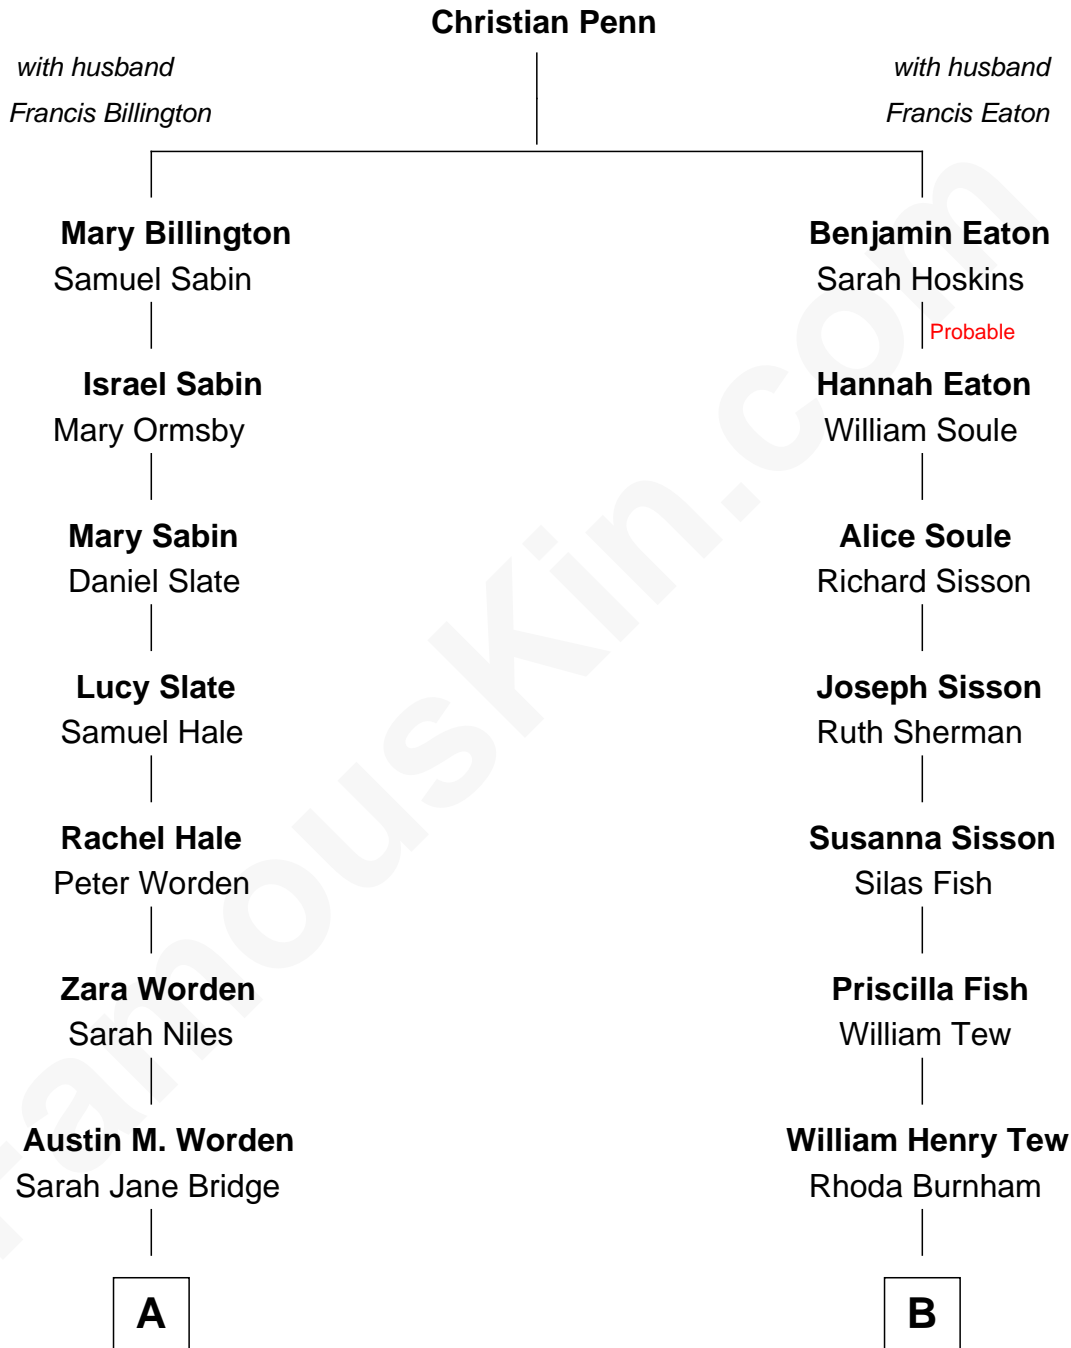 Christian Penn
with husband
Francis Billington
with husband
Francis Eaton
Mary Billington
Samuel Sabin
Benjamin Eaton
Sarah Hoskins
Probable
Israel Sabin
Mary Ormsby
Hannah Eaton
William Soule
Mary Sabin
Daniel Slate
Alice Soule
Richard Sisson
Lucy Slate
Samuel Hale
Joseph Sisson
Ruth Sherman
Rachel Hale
Peter Worden
Susanna Sisson
Silas Fish
Zara Worden
Sarah Niles
Priscilla Fish
William Tew
Austin M. Worden
Sarah Jane Bridge
William Henry Tew
Rhoda Burnham
A
B
FamousKin.com